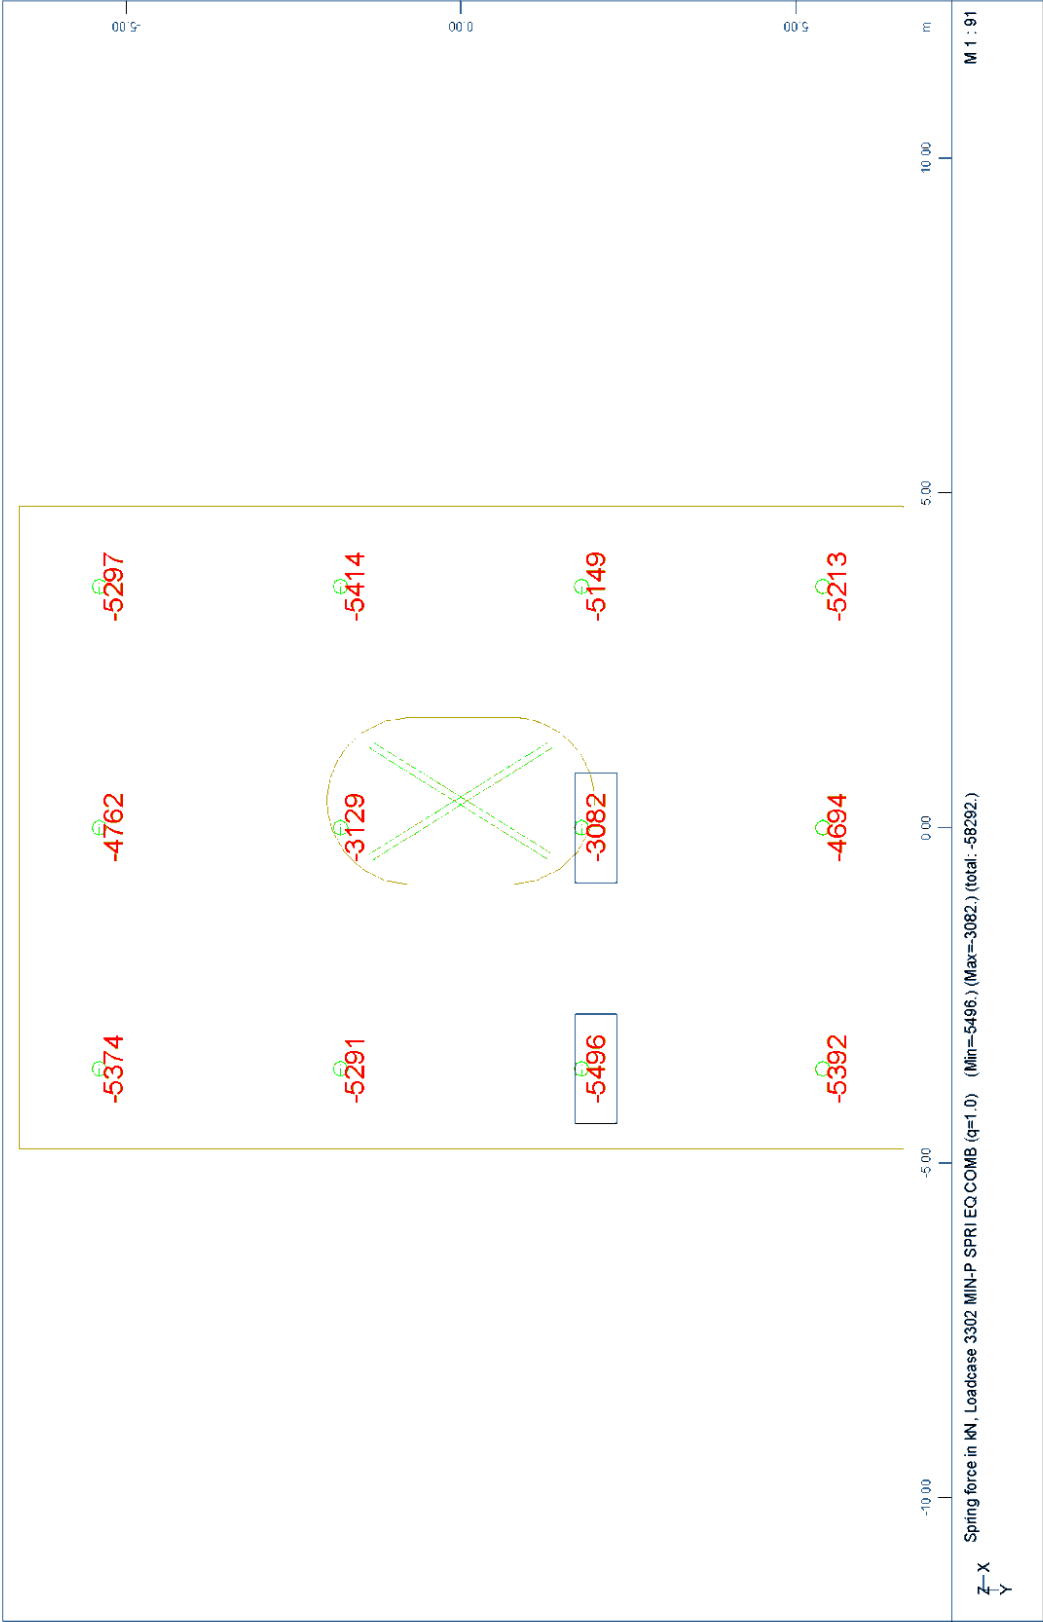 -5374 -4762 -5297 -5.00
-5291 -3129 -5414
0.00
-5496 -3082 -5149
5.00
-5392 -4694 -5213
-10.00 -5.00 0.00 5.00 10.00 m
Spring force in kN, Loadcase 3302 MIN-P SPRI EQ COMB (q=1.0) (Min=-5496.) (Max=-3082.) (total: -58292.) M 1 : 91
Z X
Y